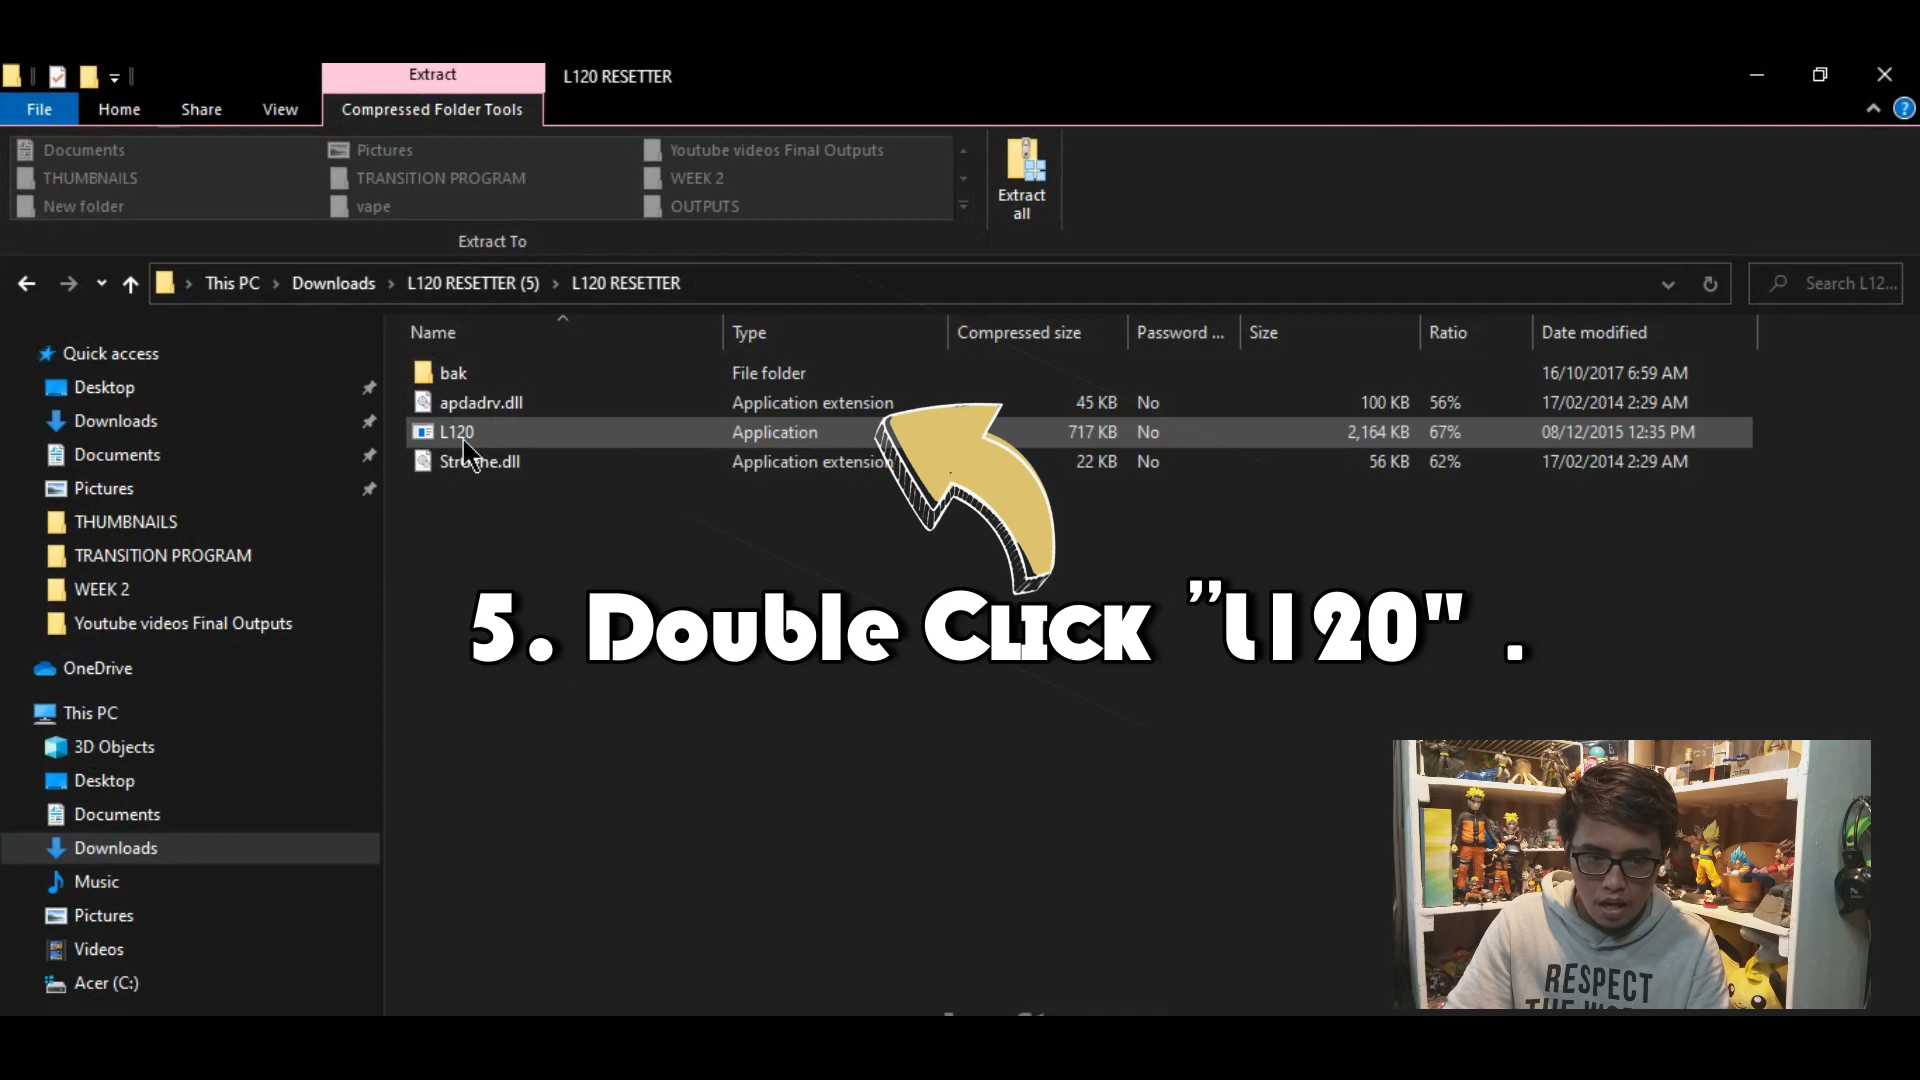 Extract
L120 RESETTER
File
Home
Share
View
Compressed Folder Tools
Documents
Pictures
Youtube videos Final Outputs
THUMBNAILS
TRANSITION PROGRAM
WEEK 2
New folder
vape
OUTPUTS
Extract all
Extract To
This PC > Downloads > L120 RESETTER (5) > L120 RESETTER
Search L12...
Name Type Compressed size Password ... Size Ratio Date modified
bak File folder 16/10/2017 6:59 AM
apdadrv.dll Application extension 45 KB No 100 KB 56% 17/02/2014 2:29 AM
L120 Application 717 KB No 2,164 KB 67% 08/12/2015 12:35 PM
Application extension 22 KB No 56 KB 62% 17/02/2014 2:29 AM
Quick access
Desktop
Downloads
Documents
Pictures
THUMBNAILS
TRANSITION PROGRAM
WEEK 2
Youtube videos Final Outputs
OneDrive
This PC
3D Objects
Desktop
Documents
Downloads
Music
Pictures
Videos
Acer (C:)
5. Double Click ”L120" .
RESPECT